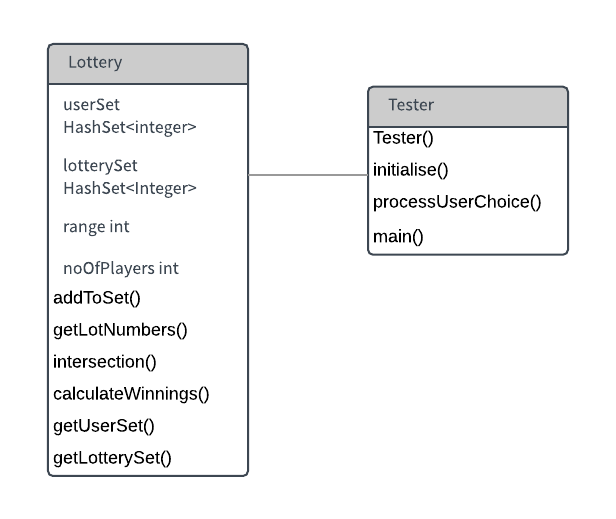 Lottery
userSet
HashSet<integer>
lotterySet
HashSet<Integer>
range int
noOfPlayers int
addToSet()
getLotNumbers()
intersection()
calculateWinnings()
getUserSet()
getLotterySet()
Tester
Tester()
initialise()
processUserChoice()
main()